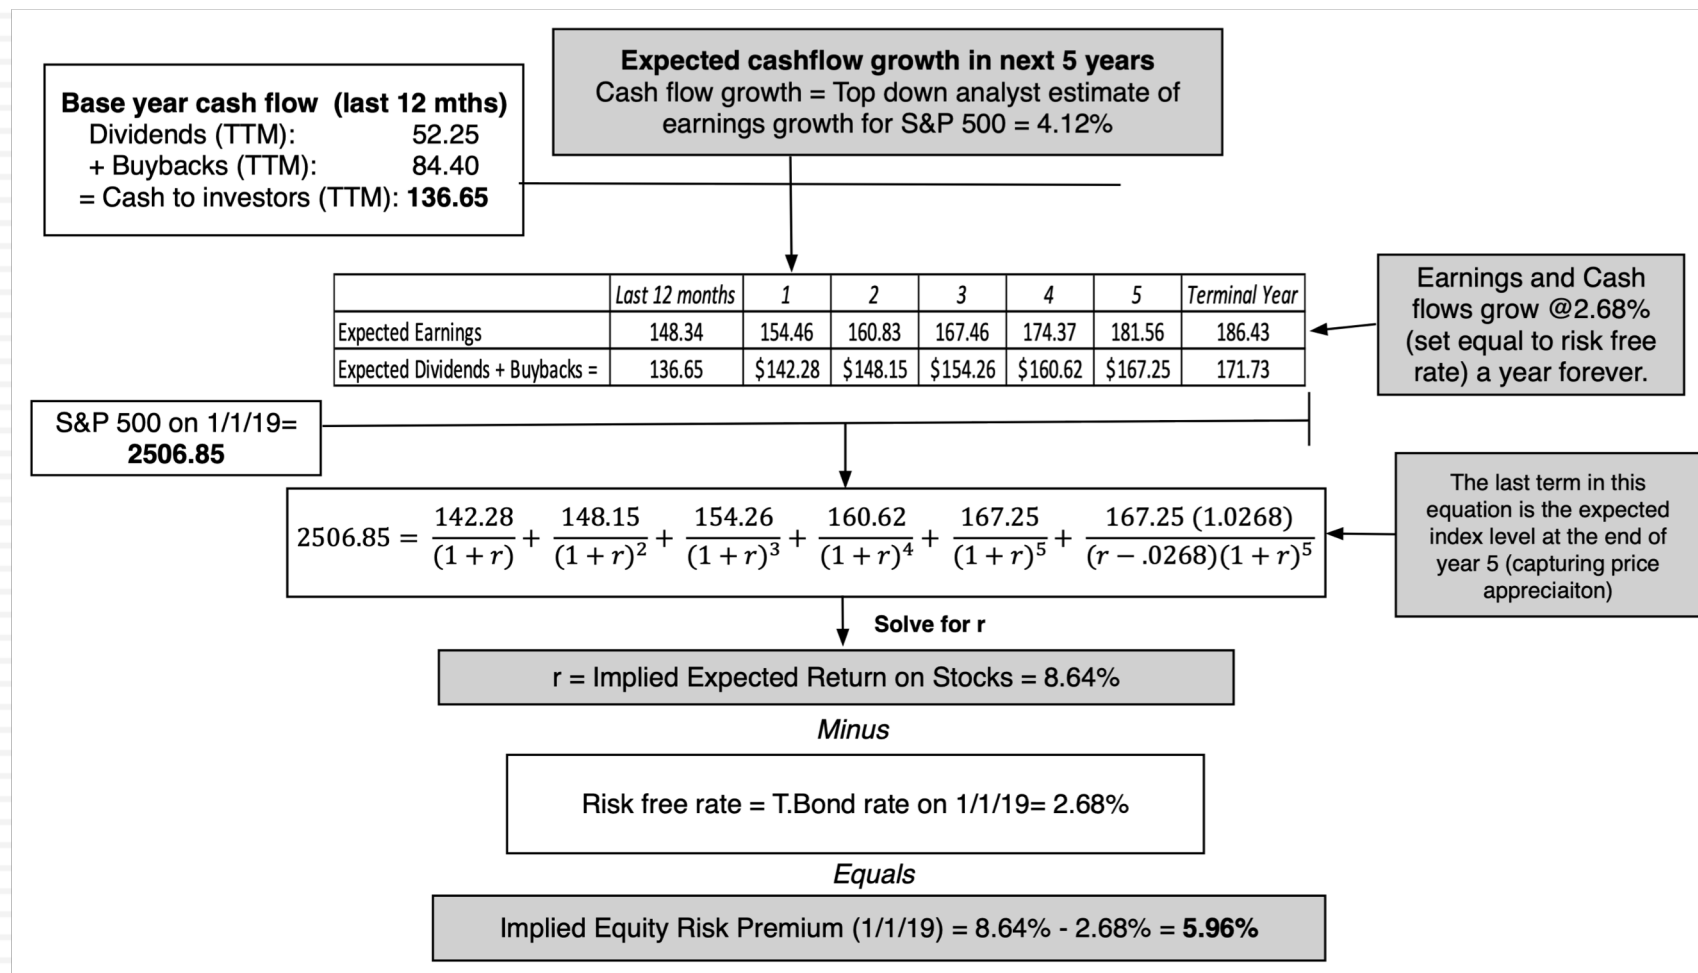 Expected cashflow growth in next 5 years
Cash flow growth = Top down analyst estimate of
earnings growth for S&P 500 = 4.12%
Base year cash flow (last 12 mths)
Dividends (TTM): 52.25
+ Buybacks (TTM): 84.40
= Cash to investors (TTM): 136.65
Last 12 months 1 2 3 4 5 Terminal Year
Expected Earnings 148.34 154.46 160.83 167.46 174.37 181.56 186.43
Expected Dividends + Buybacks = 136.65 $142.28 $148.15 $154.26 $160.62 $167.25 171.73
Earnings and Cash
flows grow @2.68%
(set equal to risk free
rate) a year forever.
S&P 500 on 1/1/19=
2506.85
2506.85 = 142.28/(1 + r) + 148.15/(1 + r)² + 154.26/(1 + r)³ + 160.62/(1 + r)⁴ + 167.25/(1 + r)⁵ + 167.25 (1.0268)/(r − .0268)(1 + r)⁵
The last term in this
equation is the expected
index level at the end of
year 5 (capturing price
appreciaiton)
Solve for r
r = Implied Expected Return on Stocks = 8.64%
Minus
Risk free rate = T.Bond rate on 1/1/19= 2.68%
Equals
Implied Equity Risk Premium (1/1/19) = 8.64% - 2.68% = 5.96%